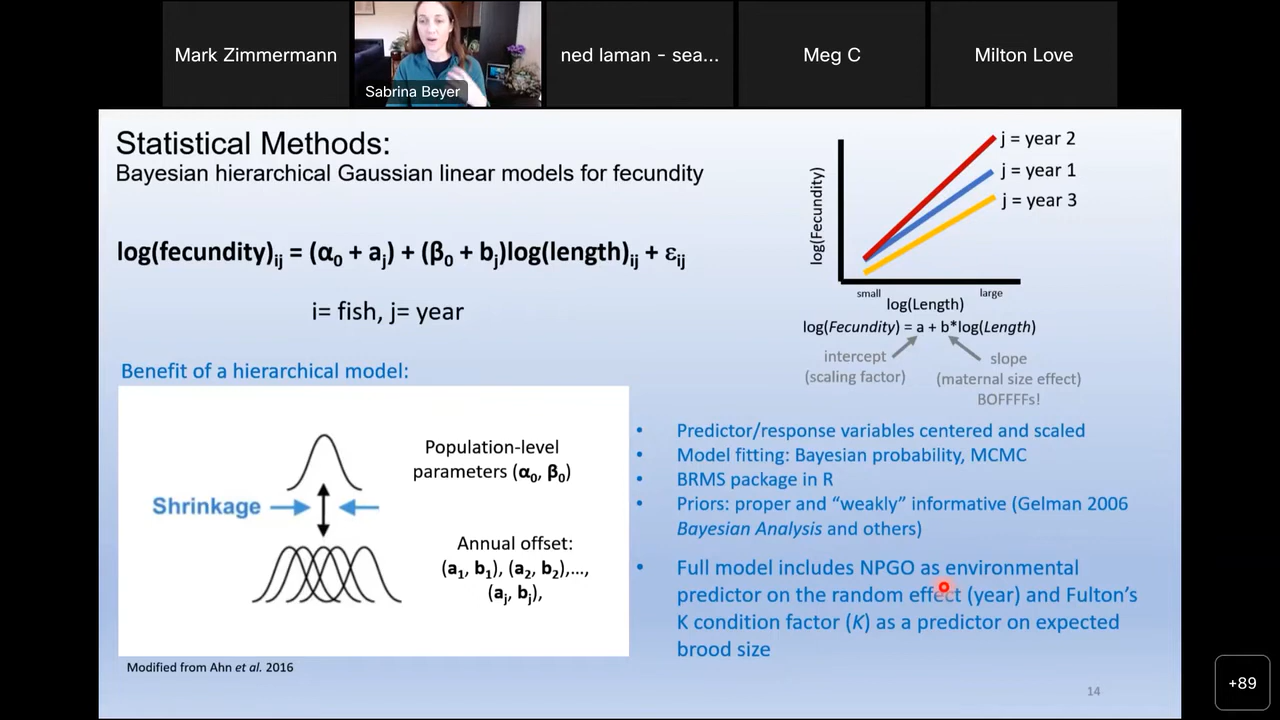 Mark Zimmermann
Sabrina Beyer
ned laman - sea...
Meg C
Milton Love
Statistical Methods:
Bayesian hierarchical Gaussian linear models for fecundity
log(fecundity)ij = (α0 + aj) + (β0 + bj)log(length)ij + εij
i= fish, j= year
Benefit of a hierarchical model:
Shrinkage
Population-level
parameters (α0, β0)
Annual offset:
(a1, b1), (a2, b2),...,
(aj, bj),
Modified from Ahn et al. 2016
log(Fecundity)
j = year 2
j = year 1
j = year 3
small
large
log(Length)
log(Fecundity) = a + b*log(Length)
intercept
(scaling factor)
slope
(maternal size effect)
BOFFFFs!
• Predictor/response variables centered and scaled
• Model fitting: Bayesian probability, MCMC
• BRMS package in R
• Priors: proper and “weakly” informative (Gelman 2006
Bayesian Analysis and others)
• Full model includes NPGO as environmental
predictor on the random effect (year) and Fulton’s
K condition factor (K) as a predictor on expected
brood size
14
+89